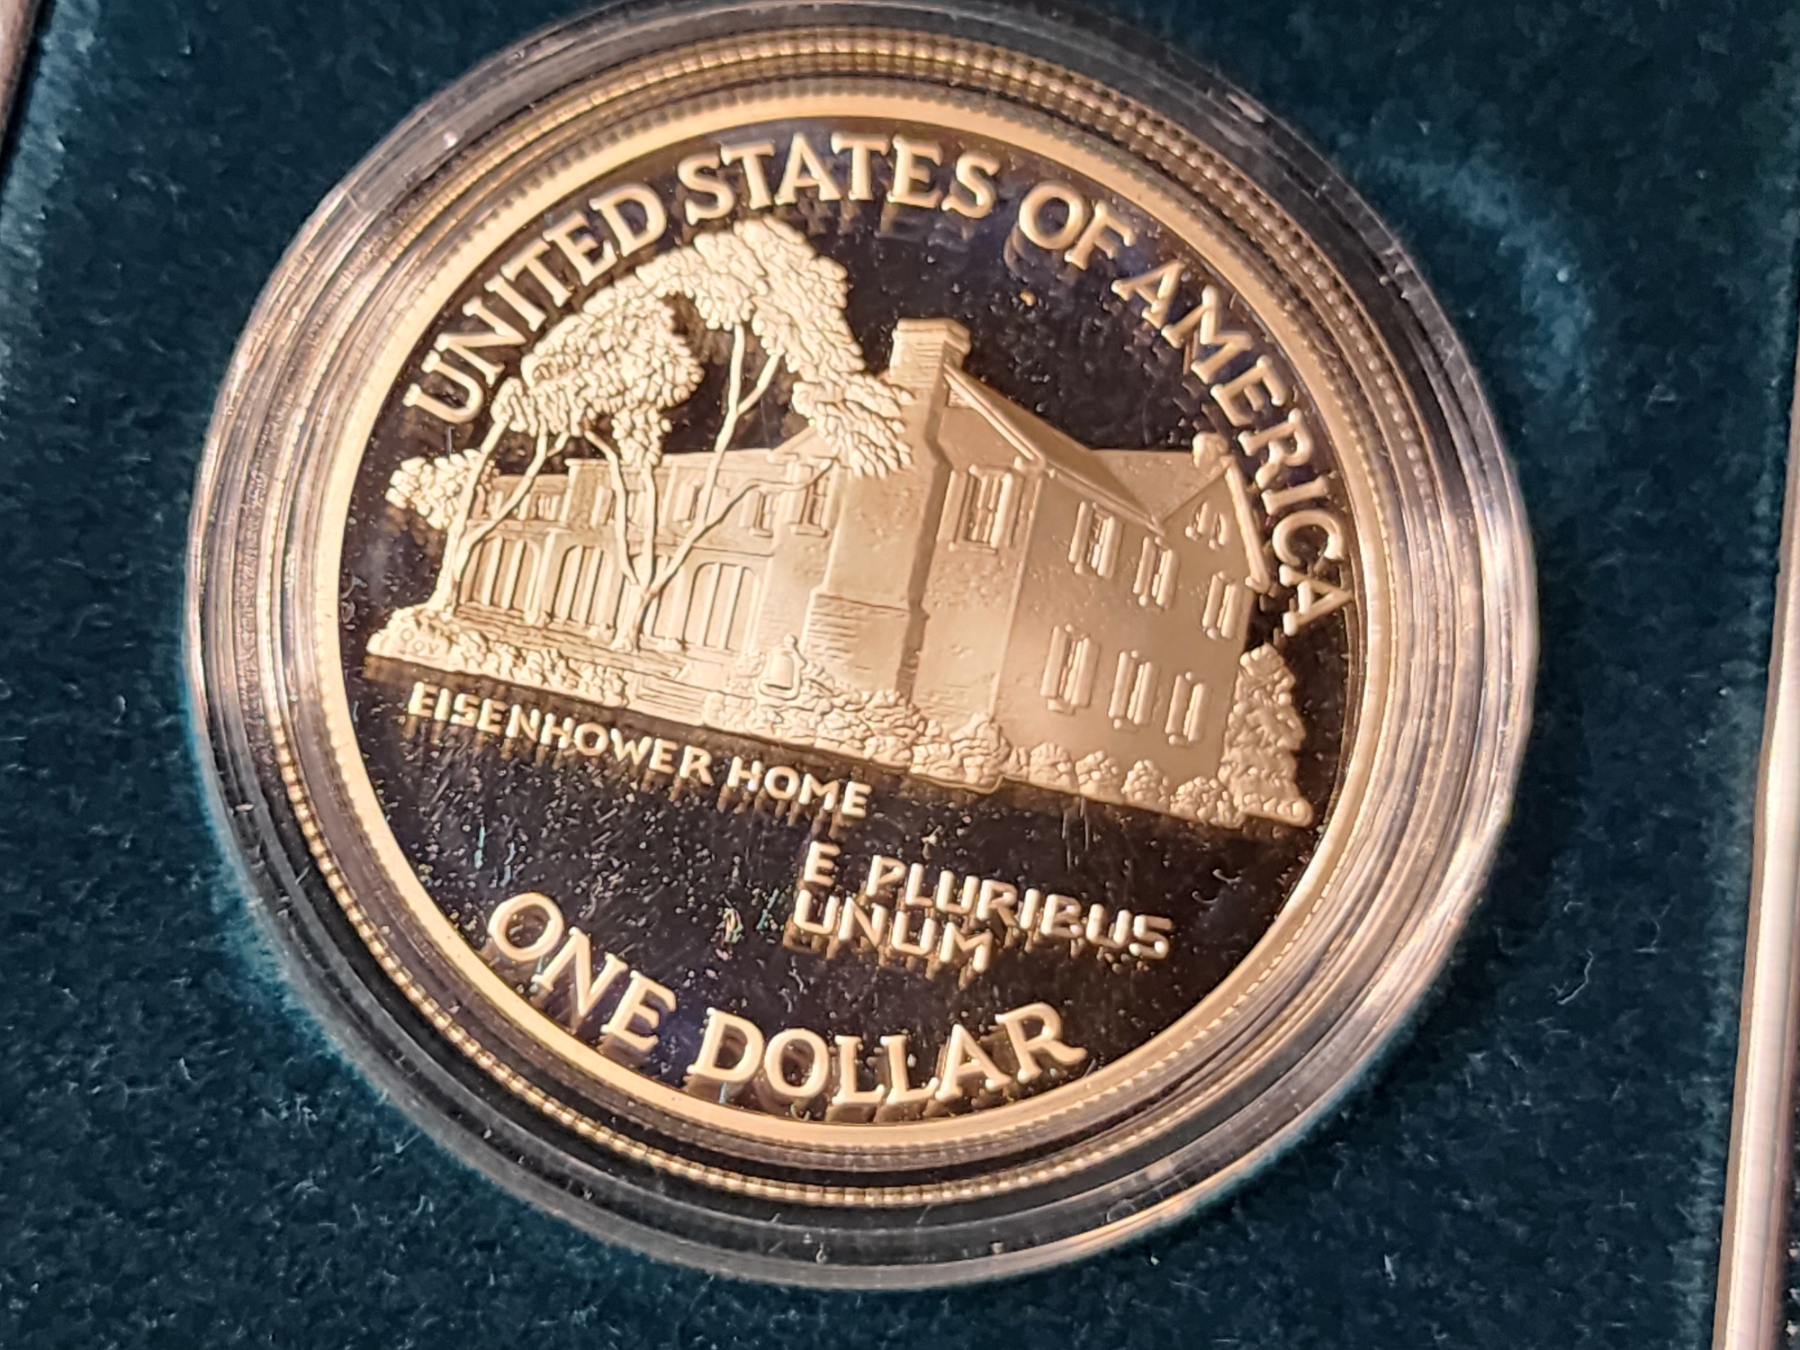 UNITED STATES OF AMERICA
EISENHOWER HOME
E PLURIBUS
UNUM
ONE DOLLAR